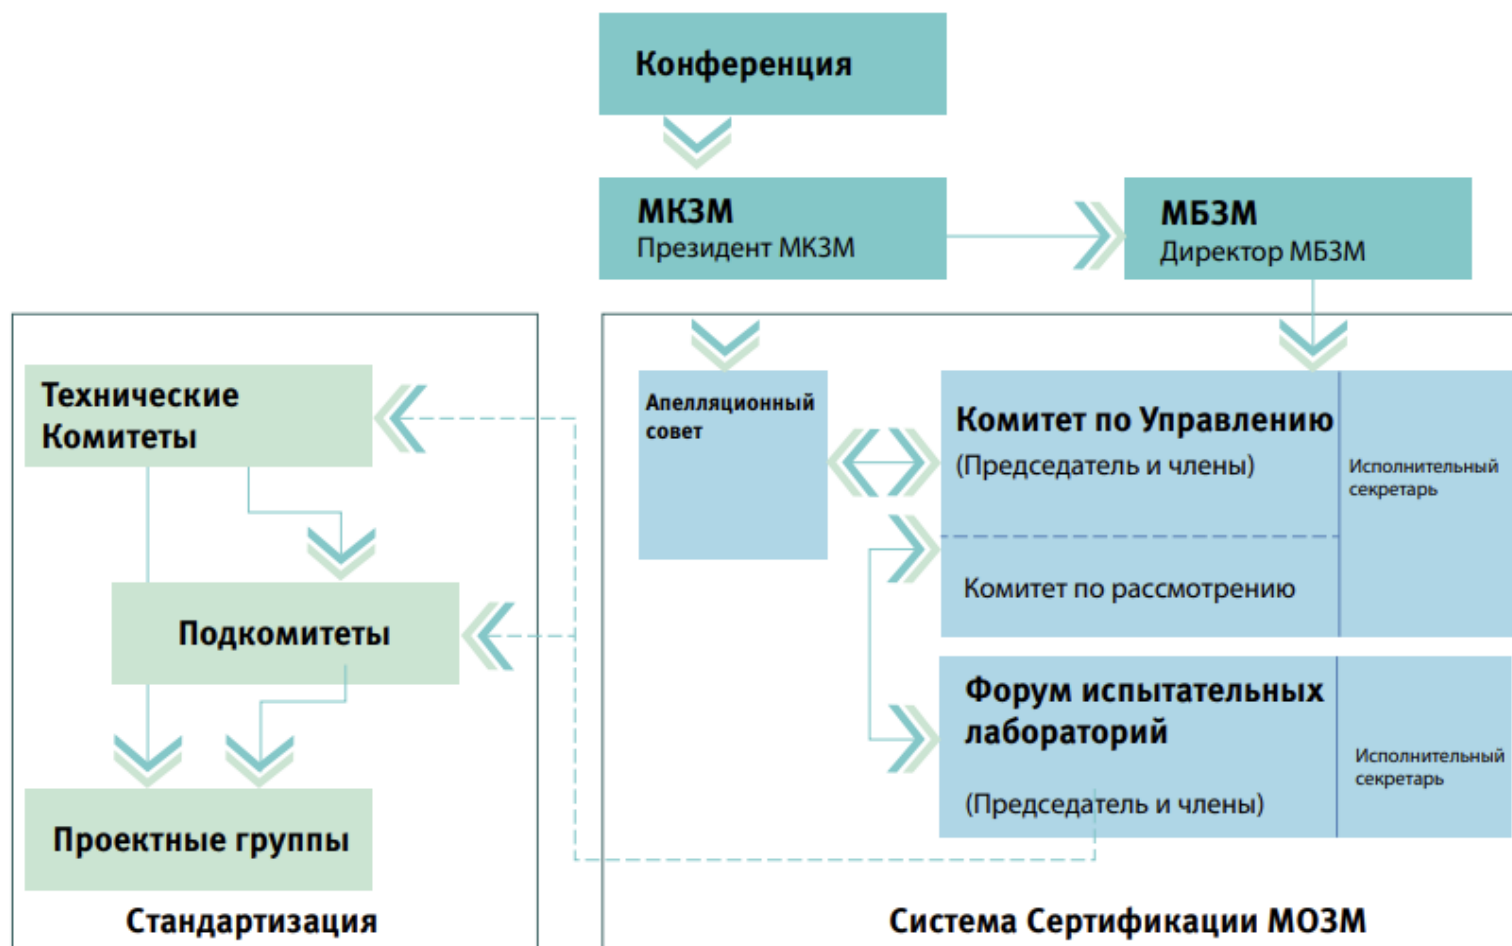 Конференция
МКЗМ
Президент МКЗМ
МБЗМ
Директор МБЗМ
Технические
Комитеты
Подкомитеты
Проектные группы
Стандартизация
Апелляционный
совет
Комитет по Управлению
(Председатель и члены)
Исполнительный
секретарь
Комитет по рассмотрению
Форум испытательных
лабораторий
(Председатель и члены)
Исполнительный
секретарь
Система Сертификации МОЗМ